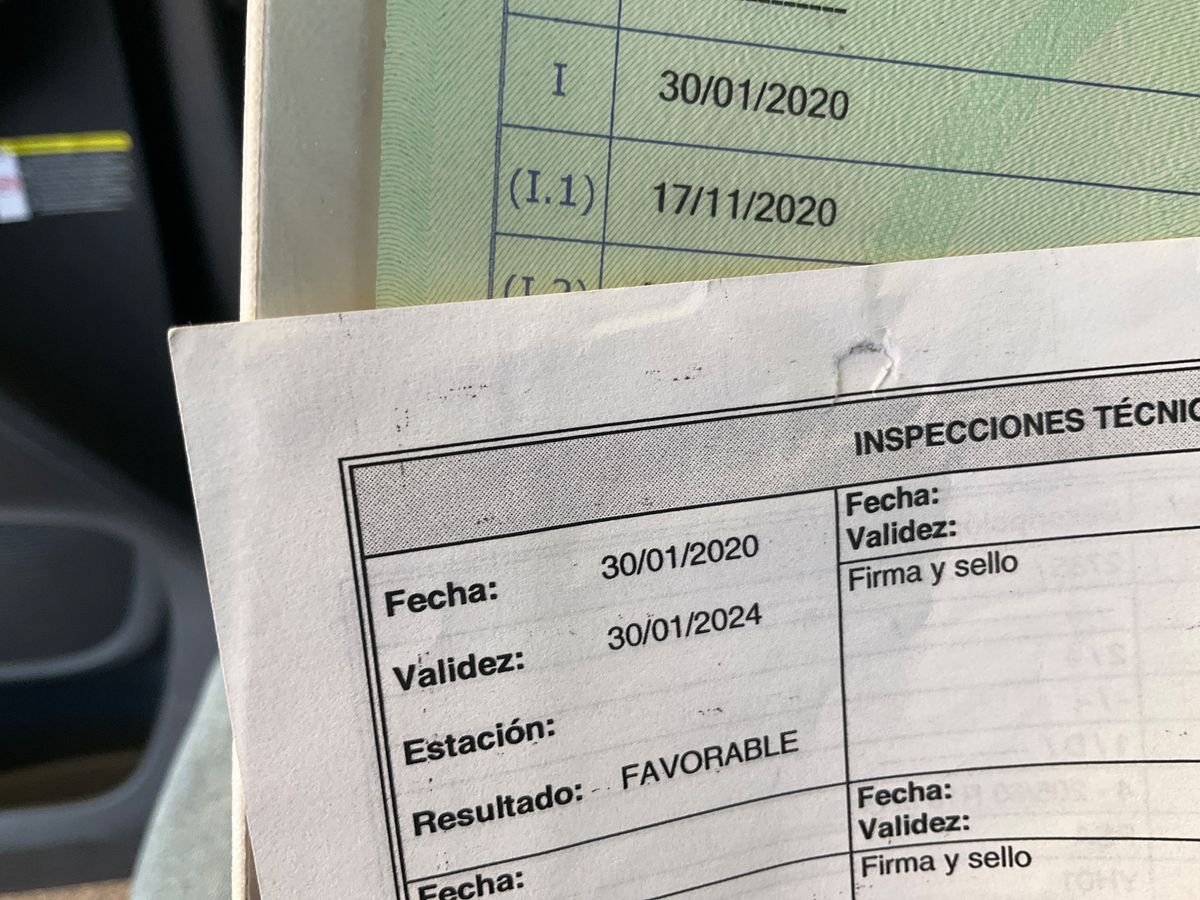 I 30/01/2020
(I.1) 17/11/2020
INSPECCIONES
Fecha: 30/01/2020
Validez: 30/01/2024
Estación:
Resultado: FAVORABLE
Fecha:
Fecha:
Validez:
Firma y sello
Fecha:
Validez:
Firma y sello